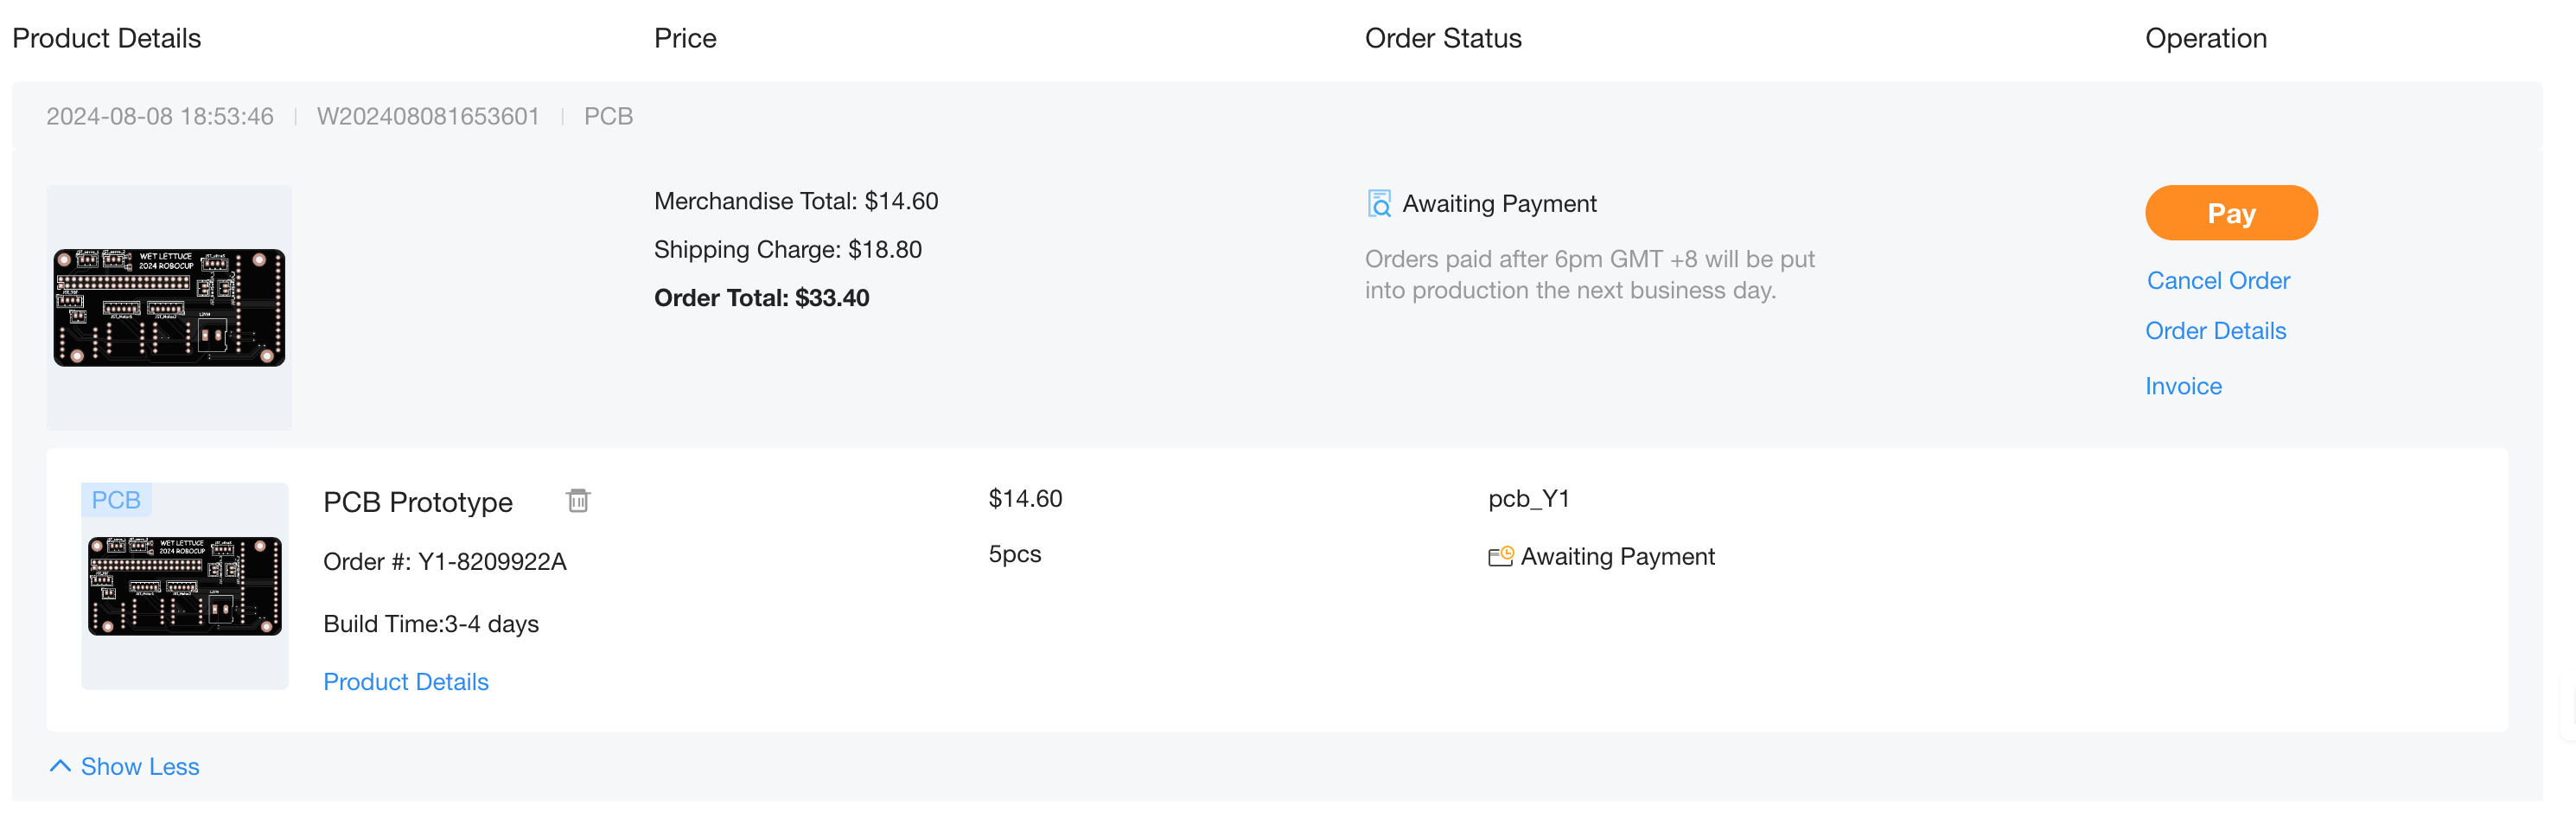 Product Details
Price
Order Status
Operation
2024-08-08 18:53:46 | W202408081653601 | PCB
WET LETTUCE
2024 ROBOCUP
Merchandise Total: $14.60
Shipping Charge: $18.80
Order Total: $33.40
Awaiting Payment
Orders paid after 6pm GMT +8 will be put
into production the next business day.
Pay
Cancel Order
Order Details
Invoice
PCB
WET LETTUCE
2024 ROBOCUP
PCB Prototype
Order #: Y1-8209922A
Build Time:3-4 days
Product Details
$14.60
5pcs
pcb_Y1
Awaiting Payment
Show Less